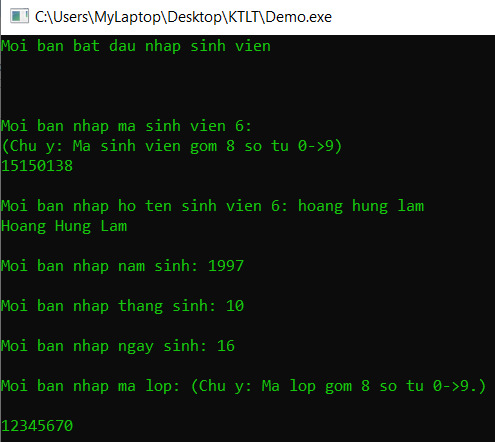 C:\Users\MyLaptop\Desktop\KTLT\Demo.exe
Moi ban bat dau nhap sinh vien
Moi ban nhap ma sinh vien 6:
(Chu y: Ma sinh vien gom 8 so tu 0->9)
15150138
Moi ban nhap ho ten sinh vien 6: hoang hung lam
Hoang Hung Lam
Moi ban nhap nam sinh: 1997
Moi ban nhap thang sinh: 10
Moi ban nhap ngay sinh: 16
Moi ban nhap ma lop: (Chu y: Ma lop gom 8 so tu 0->9.)
12345670